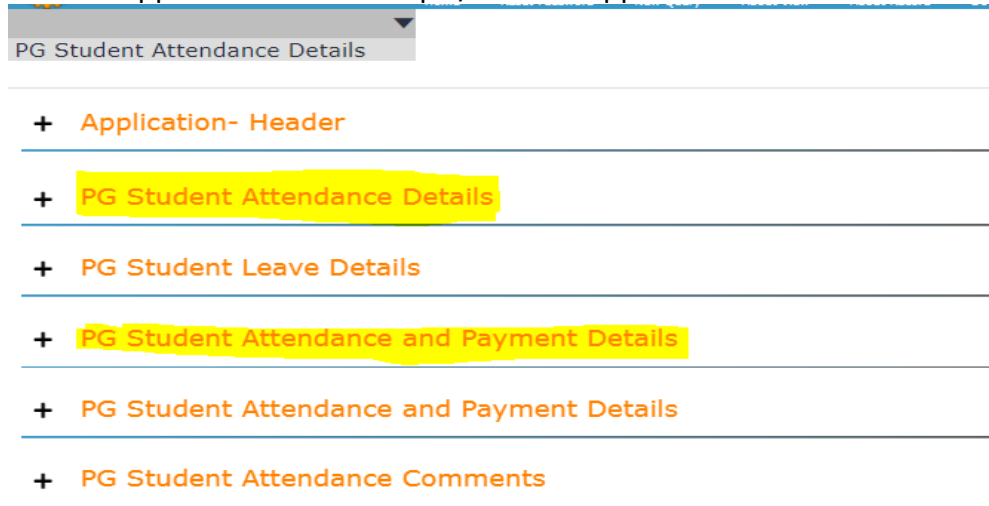 PG Student Attendance Details
+ Application- Header
+ PG Student Attendance Details
+ PG Student Leave Details
+ PG Student Attendance and Payment Details
+ PG Student Attendance and Payment Details
+ PG Student Attendance Comments